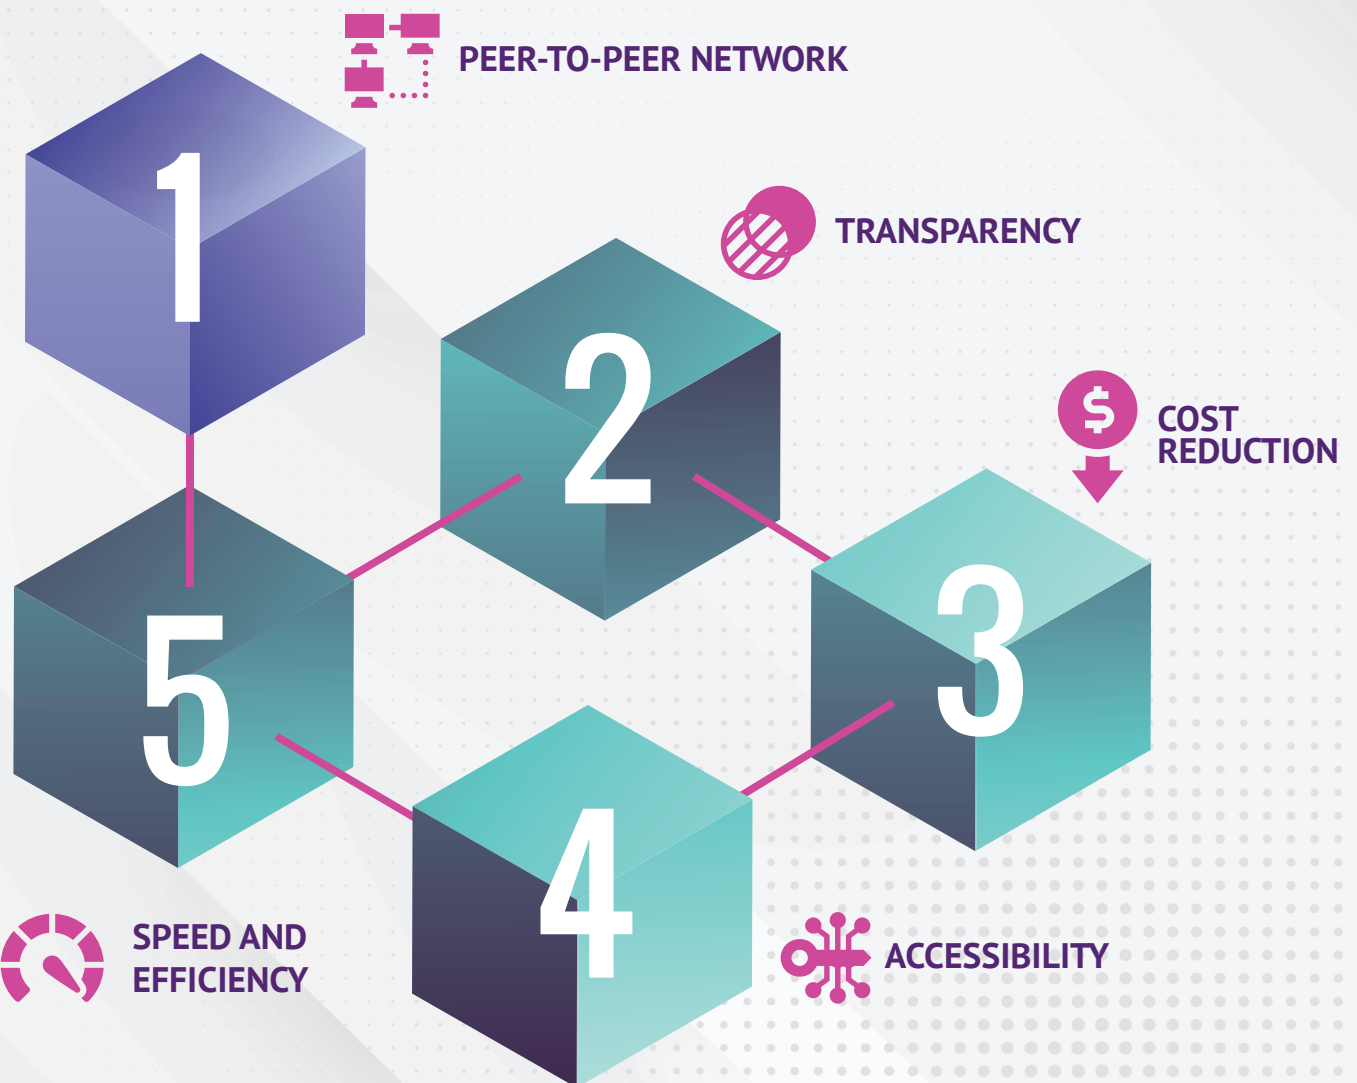 PEER-TO-PEER NETWORK
1
TRANSPARENCY
2
$
COST
REDUCTION
3
5
4
SPEED AND
EFFICIENCY
ACCESSIBILITY